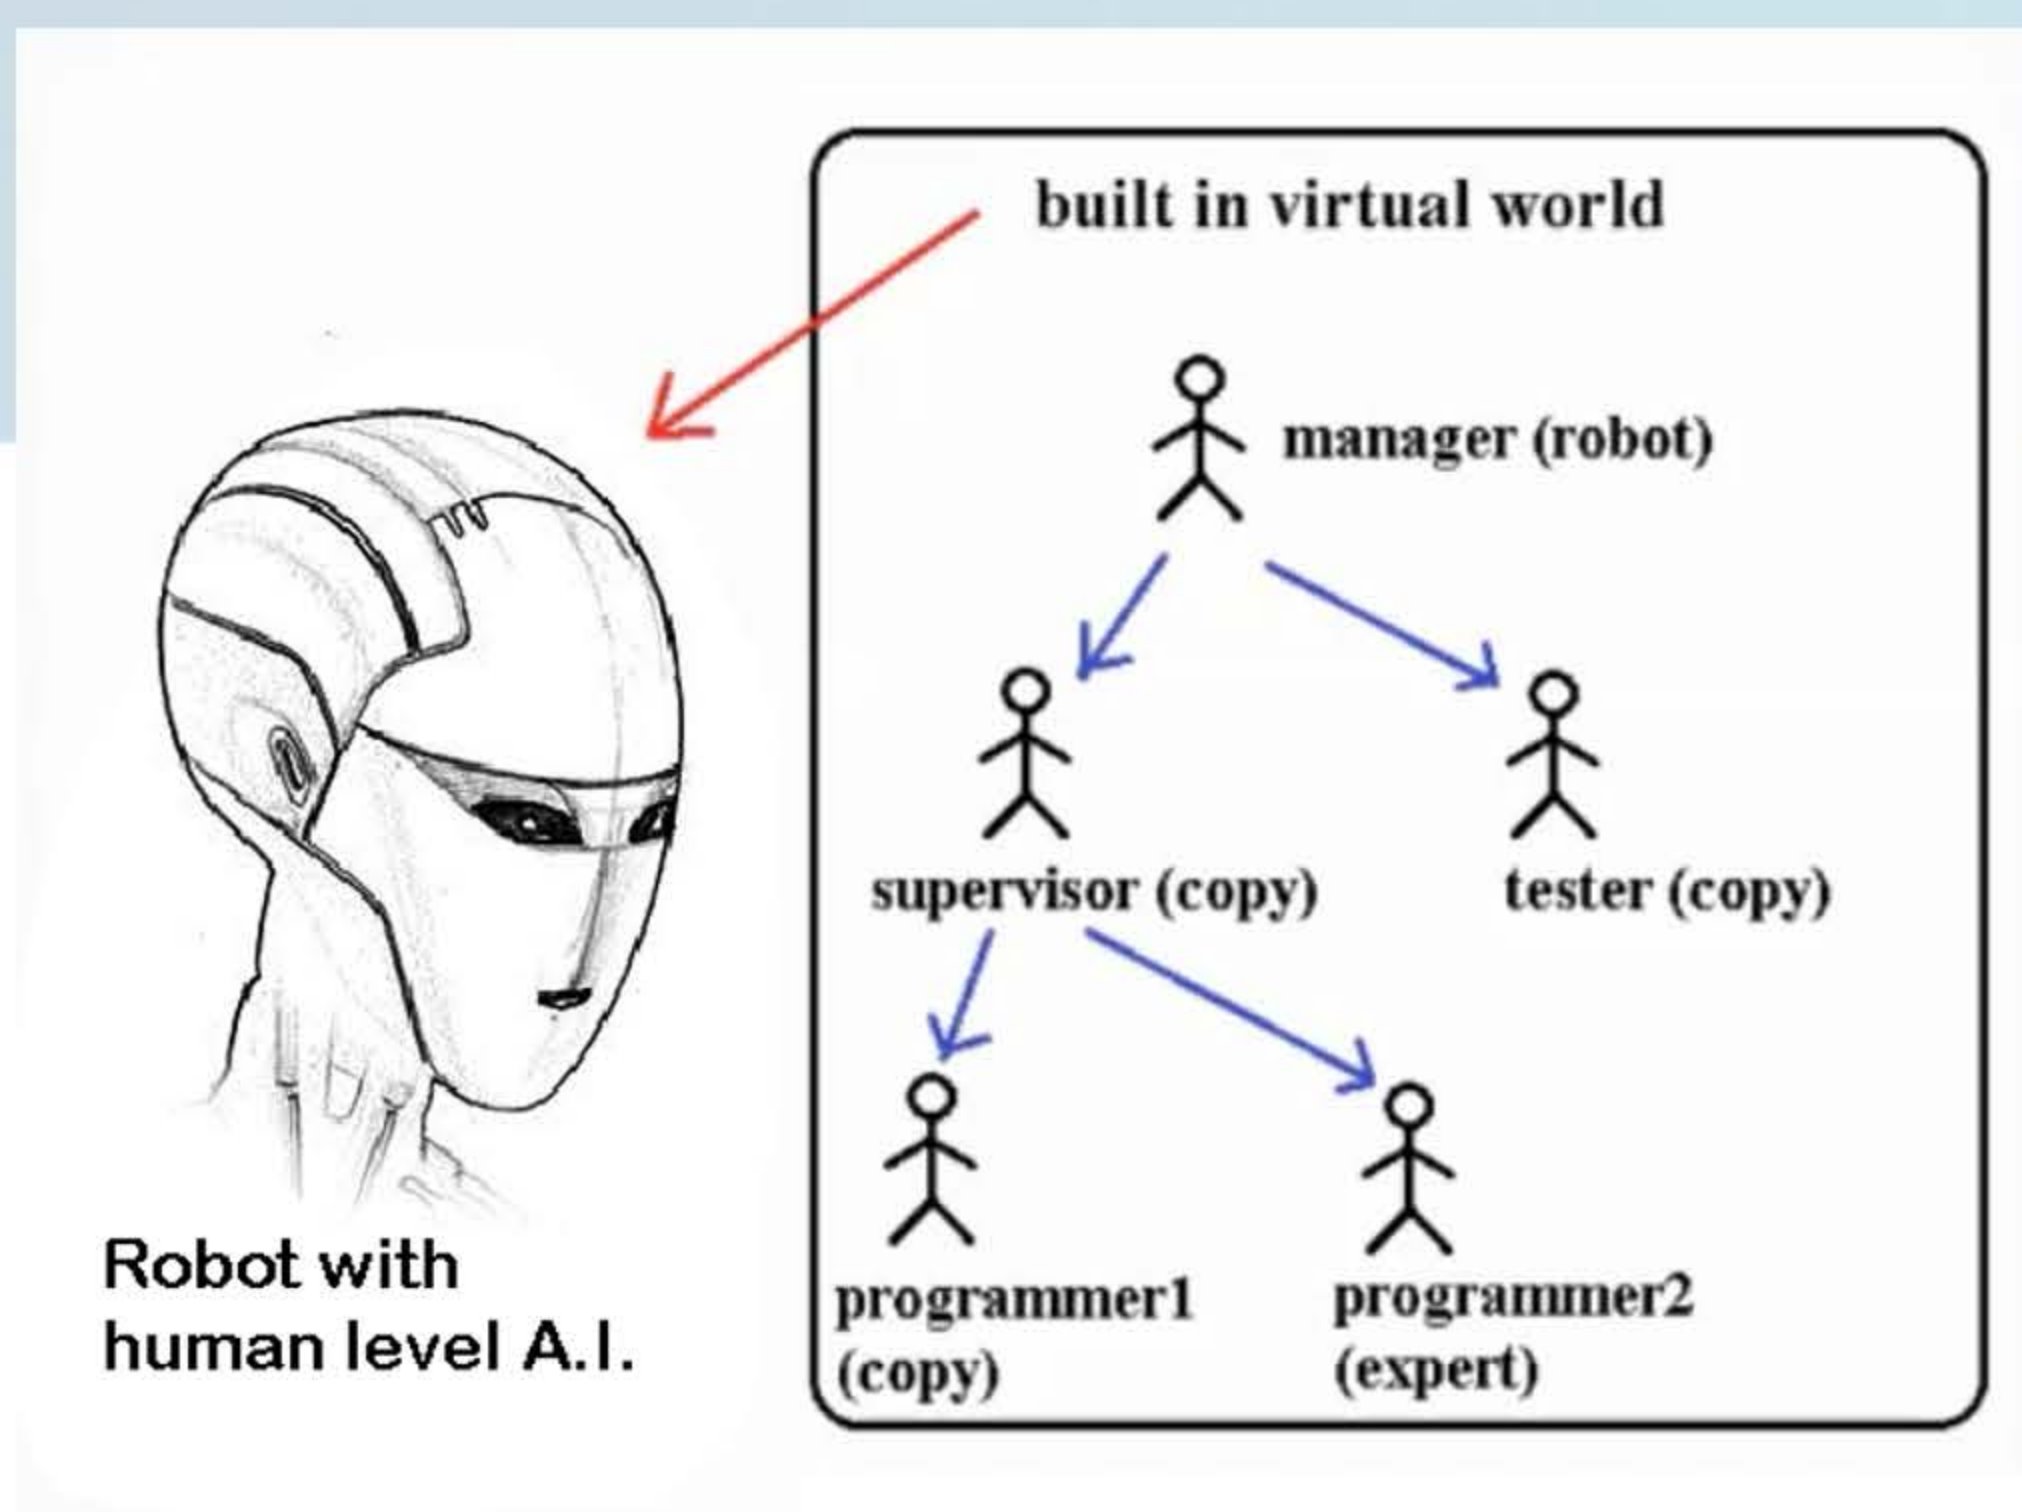 built in virtual world
manager (robot)
supervisor (copy)
tester (copy)
programmer1
(copy)
programmer2
(expert)
Robot with
human level A.I.